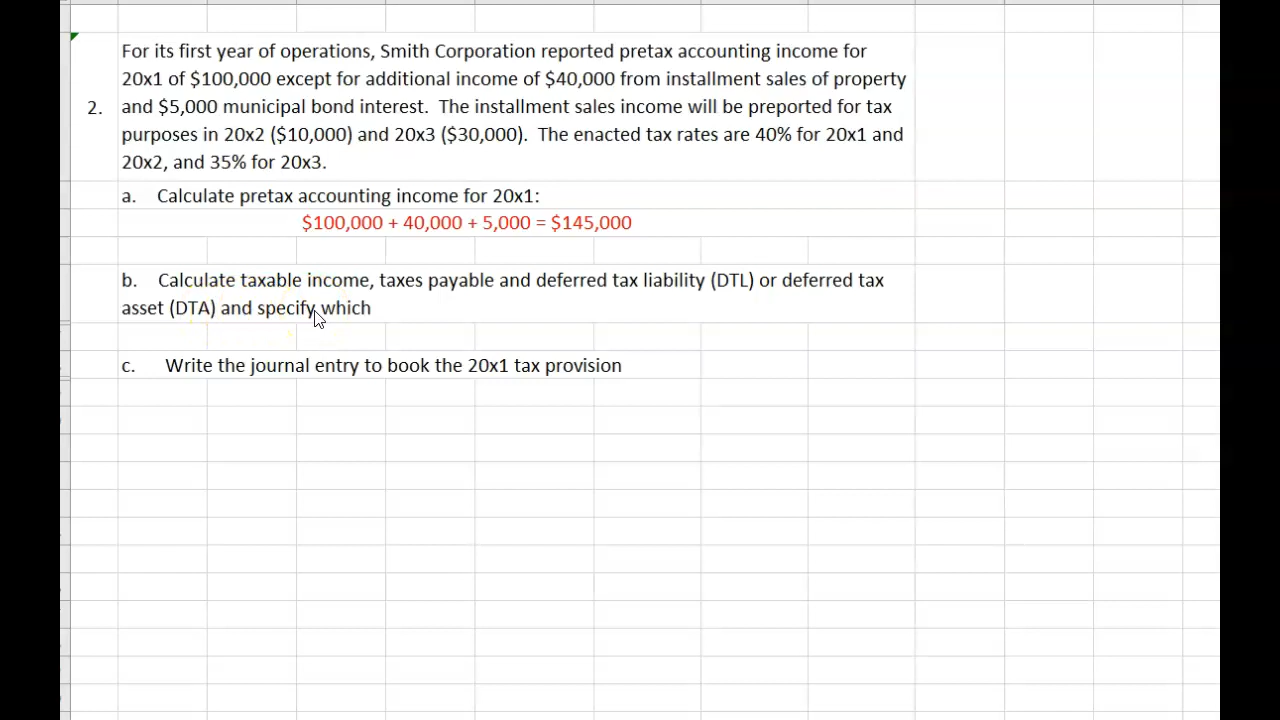 For its first year of operations, Smith Corporation reported pretax accounting income for
20x1 of $100,000 except for additional income of $40,000 from installment sales of property
2. and $5,000 municipal bond interest. The installment sales income will be preported for tax
purposes in 20x2 ($10,000) and 20x3 ($30,000). The enacted tax rates are 40% for 20x1 and
20x2, and 35% for 20x3.
a. Calculate pretax accounting income for 20x1:
$100,000 + 40,000 + 5,000 = $145,000
b. Calculate taxable income, taxes payable and deferred tax liability (DTL) or deferred tax
asset (DTA) and specify which
c. Write the journal entry to book the 20x1 tax provision